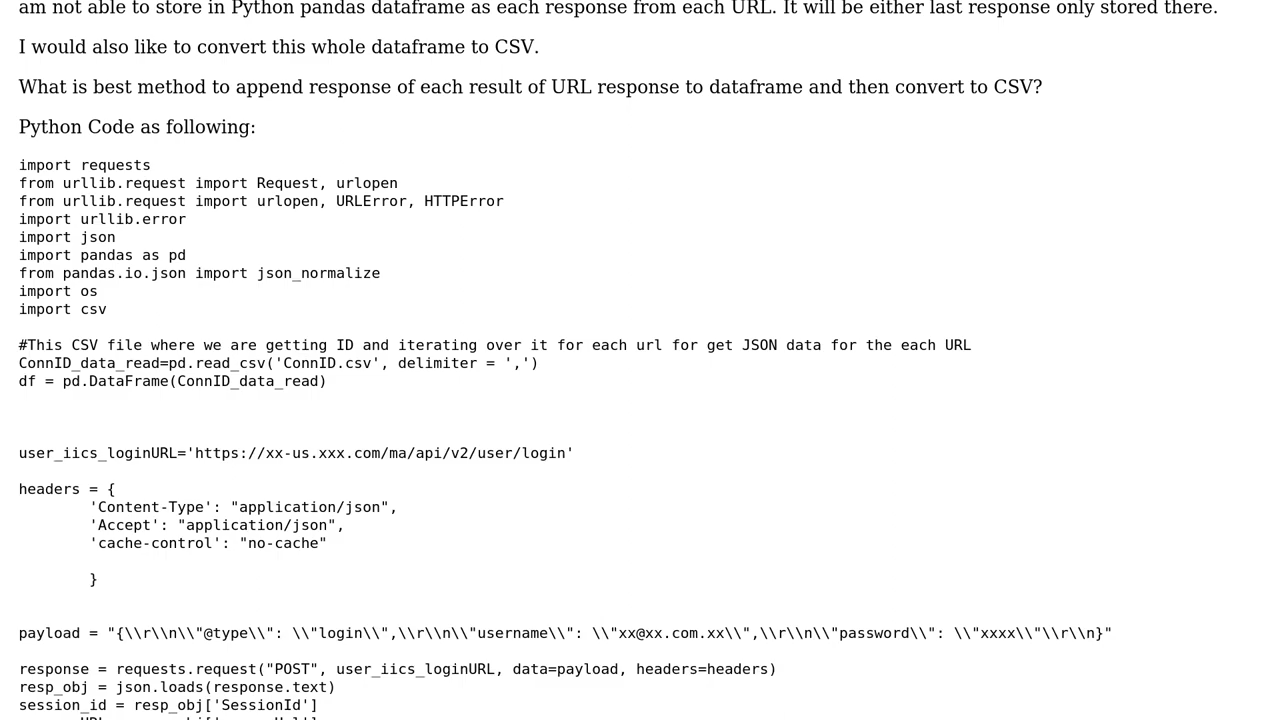 am not able to store in Python pandas dataframe as each response from each URL. It will be either last response only stored there.
I would also like to convert this whole dataframe to CSV.
What is best method to append response of each result of URL response to dataframe and then convert to CSV?
Python Code as following:
import requests
from urllib.request import Request, urlopen
from urllib.request import urlopen, URLError, HTTPError
import urllib.error
import json
import pandas as pd
from pandas.io.json import json_normalize
import os
import csv
#This CSV file where we are getting ID and iterating over it for each url for get JSON data for the each URL
ConnID_data_read=pd.read_csv('ConnID.csv', delimiter = ',')
df = pd.DataFrame(ConnID_data_read)
user_iics_loginURL='https://xx-us.xxx.com/ma/api/v2/user/login'
headers = {
'Content-Type': "application/json",
'Accept': "application/json",
'cache-control': "no-cache"
}
payload = "{\\r\\n\\"@type\\": \\"login\\",\\r\\n\\"username\\": \\"xx@xx.com.xx\\",\\r\\n\\"password\\": \\"xxxx\\"\\r\\n}"
response = requests.request("POST", user_iics_loginURL, data=payload, headers=headers)
resp_obj = json.loads(response.text)
session_id = resp_obj['SessionId']